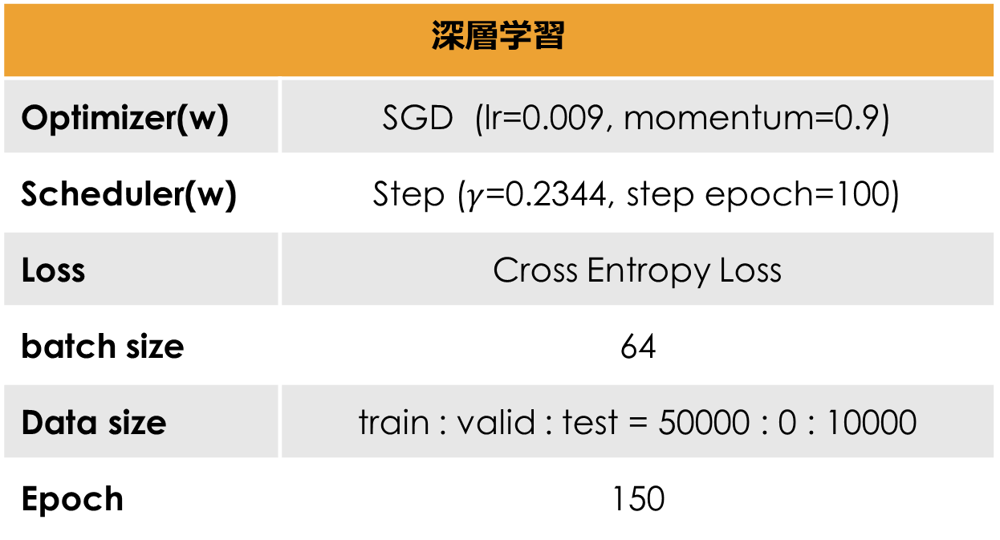 深層学習
Optimizer(w) SGD (lr=0.009, momentum=0.9)
Scheduler(w) Step (γ=0.2344, step epoch=100)
Loss Cross Entropy Loss
batch size 64
Data size train : valid : test = 50000 : 0 : 10000
Epoch 150